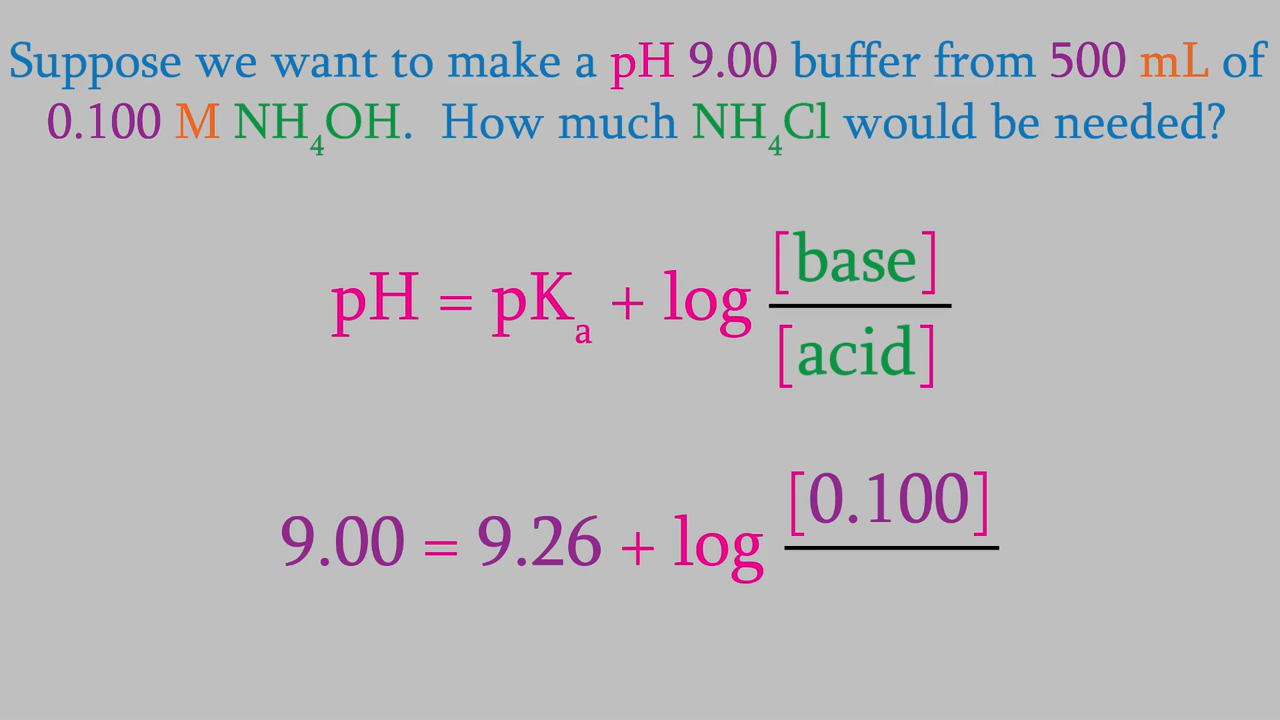 Suppose we want to make a pH 9.00 buffer from 500 mL of
0.100 M NH₄OH. How much NH₄Cl would be needed?
pH = pKₐ + log [base]
[acid]
9.00 = 9.26 + log [0.100]